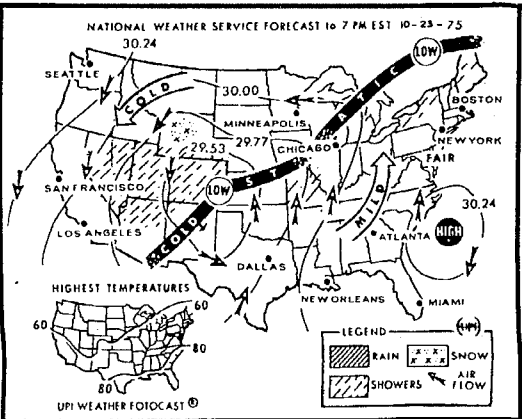 NATIONAL WEATHER SERVICE FORECAST to 7 PM EST 10-23-75
30.24
LOW
SEATTLE
COLD
30.00
STATIC
BOSTON
MINNEAPOLIS
29.53
29.77
CHICAGO
NEW YORK
FAIR
SAN FRANCISCO
LOW
30.24
MILD
LOS ANGELES
COLD
ATLANTA
HIGH
DALLAS
HIGHEST TEMPERATURES
NEW ORLEANS
MIAMI
60
60
80
80
LEGEND
UPI
RAIN
SNOW
SHOWERS
AIR FLOW
UPI WEATHER FOTOCAST ®